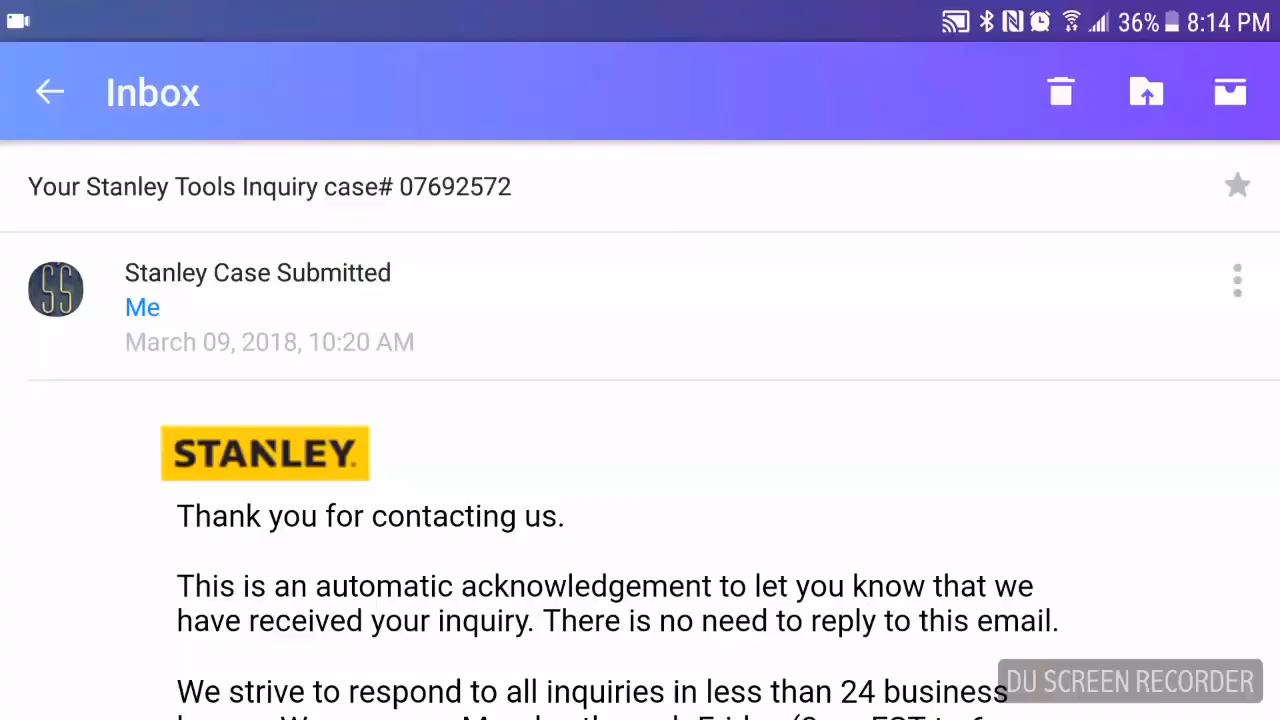 36% 8:14 PM
Inbox
Your Stanley Tools Inquiry case# 07692572
SS
Stanley Case Submitted
Me
March 09, 2018, 10:20 AM
STANLEY.
Thank you for contacting us.
This is an automatic acknowledgement to let you know that we
have received your inquiry. There is no need to reply to this email.
We strive to respond to all inquiries in less than 24 business
DU SCREEN RECORDER